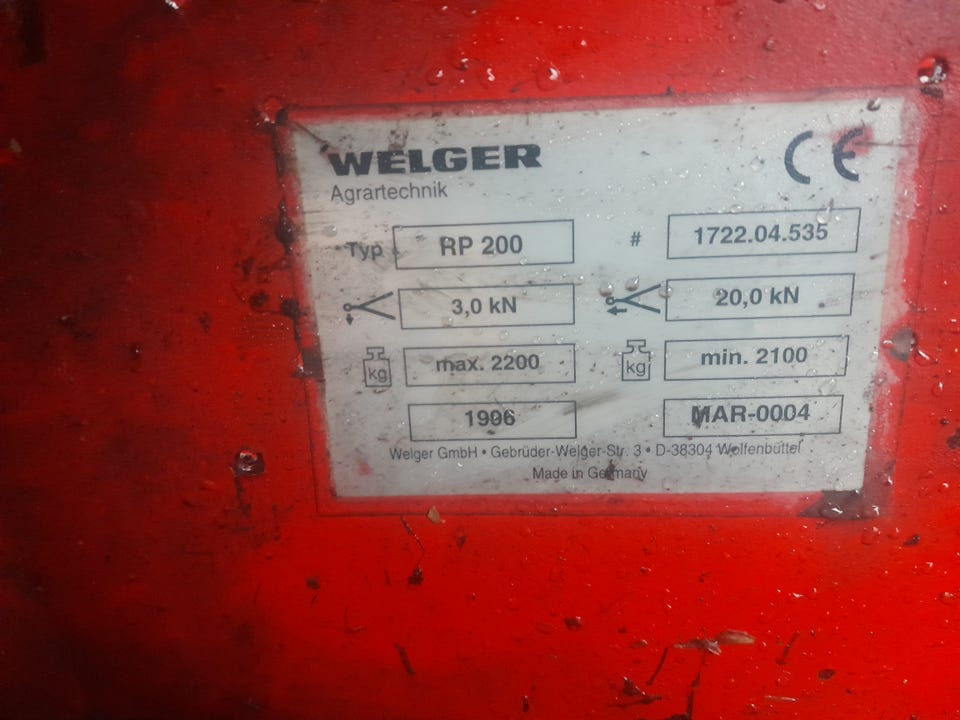 WELGER
CE
Agrartechnik
Typ RP 200 # 1722.04.535
3,0 kN 20,0 kN
kg max. 2200 kg min. 2100
1996 MAR-0004
Welger GmbH • Gebrüder-Welger-Str. 3 • D-38304 Wolfenbüttel
Made in Germany